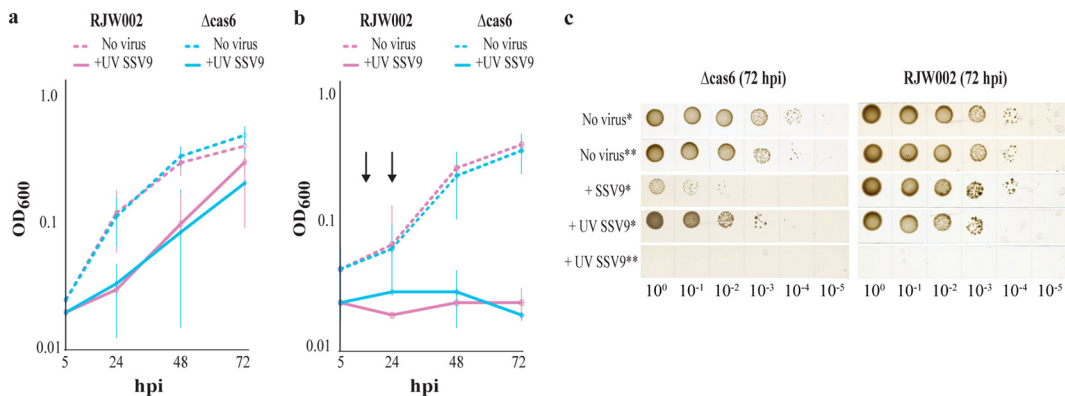 a
RJW002 Δcas6
No virus No virus
+UV SSV9 +UV SSV9
1.0
0.1
0.01
OD600
5 24 48 72
hpi
b
RJW002 Δcas6
No virus No virus
+UV SSV9 +UV SSV9
1.0
0.1
0.01
OD600
5 24 48 72
hpi
c
Δcas6 (72 hpi) RJW002 (72 hpi)
No virus*
No virus**
+ SSV9*
+ UV SSV9*
+ UV SSV9**
10⁰ 10⁻¹ 10⁻² 10⁻³ 10⁻⁴ 10⁻⁵ 10⁰ 10⁻¹ 10⁻² 10⁻³ 10⁻⁴ 10⁻⁵